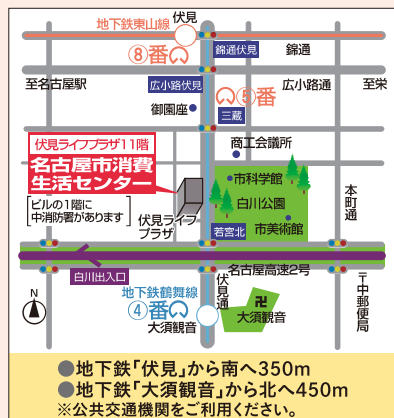 地下鉄東山線
伏見
⑧番
錦通伏見
錦通
至名古屋駅
広小路伏見
広小路通
至栄
⑤番
御園座
三蔵
商工会議所
伏見ライフプラザ11階
名古屋市消費
生活センター
ビルの1階に
中消防署があります
市科学館
白川公園
伏見ライフ
プラザ
若宮北
市美術館
本町通
白川出入口
名古屋高速2号
地下鉄鶴舞線
伏見通
④番
大須観音
卍
大須観音
〒中郵便局
N
●地下鉄「伏見」から南へ350m
●地下鉄「大須観音」から北へ450m
※公共交通機関をご利用ください。